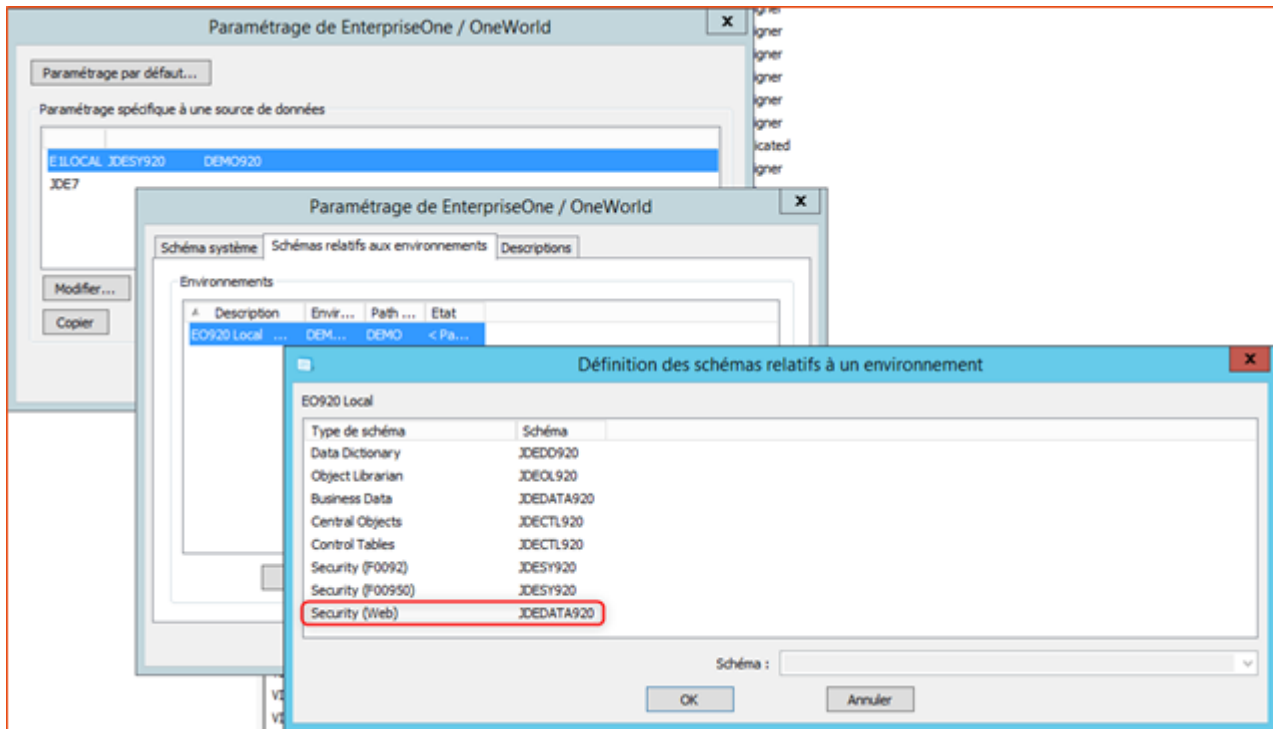 Paramétrage de EnterpriseOne / OneWorld
x
Paramétrage par défaut...
Paramétrage spécifique à une source de données
E1LOCAL JDESY920 DEMO920
JDE7
Modifier...
Copier
igner
igner
igner
igner
igner
icated
igner
Paramétrage de EnterpriseOne / OneWorld
x
Schéma système Schémas relatifs aux environnements Descriptions
Environnements
Description Envir... Path ... Etat
EO920 Local ... DEM... DEMO < Pa...
Définition des schémas relatifs à un environnement
x
EO920 Local
Type de schéma Schéma
Data Dictionary JDEDD920
Object Librarian JDEOL920
Business Data JDEDATA920
Central Objects JDECTL920
Control Tables JDECTL920
Security (F0092) JDESY920
Security (F00950) JDESY920
Security (Web) JDEDATA920
Schéma :
OK Annuler